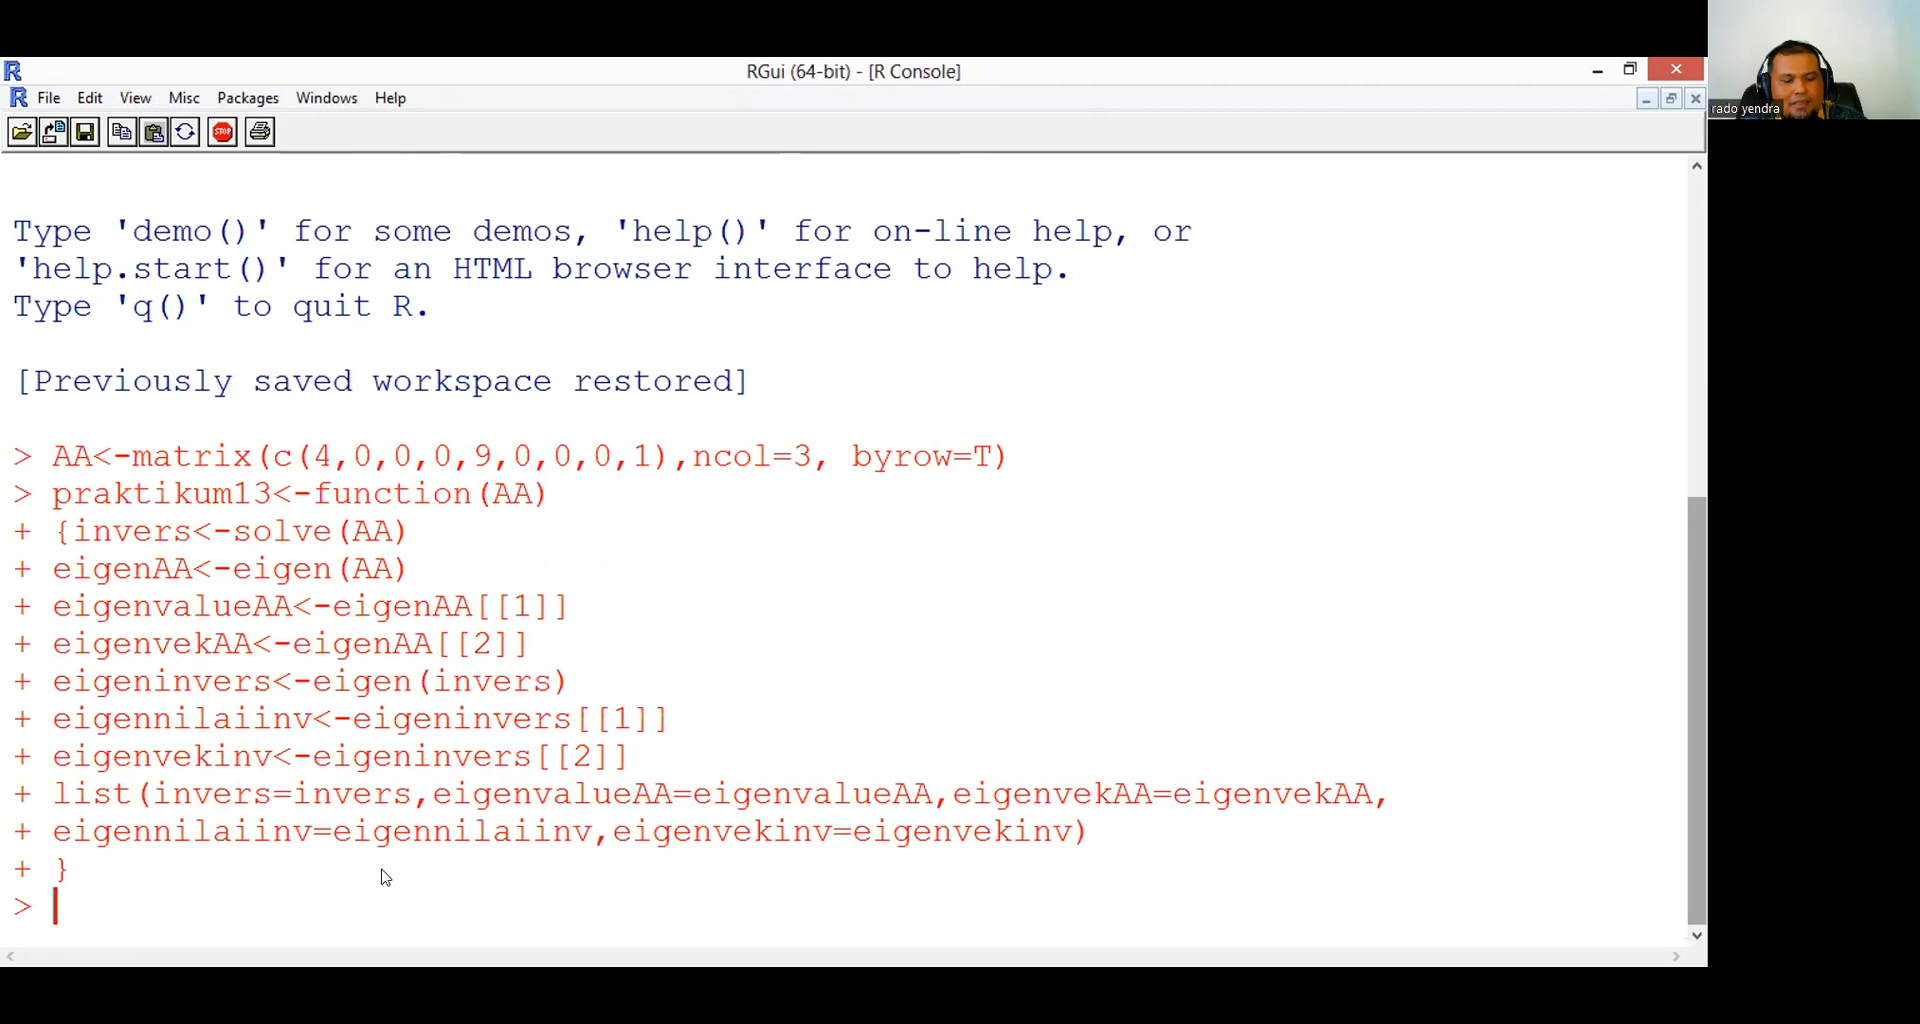 RGui (64-bit) - [R Console]
File Edit View Misc Packages Windows Help
STOP
rado yendra
Type 'demo()' for some demos, 'help()' for on-line help, or
'help.start()' for an HTML browser interface to help.
Type 'q()' to quit R.
[Previously saved workspace restored]
> AA<-matrix(c(4,0,0,0,9,0,0,0,1),ncol=3, byrow=T)
> praktikum13<-function(AA)
+ {invers<-solve(AA)
+ eigenAA<-eigen(AA)
+ eigenvalueAA<-eigenAA[[1]]
+ eigenvekAA<-eigenAA[[2]]
+ eigeninvers<-eigen(invers)
+ eigennilaiinv<-eigeninvers[[1]]
+ eigenvekinv<-eigeninvers[[2]]
+ list(invers=invers,eigenvalueAA=eigenvalueAA,eigenvekAA=eigenvekAA,
+ eigennilaiinv=eigennilaiinv,eigenvekinv=eigenvekinv)
+ }
>